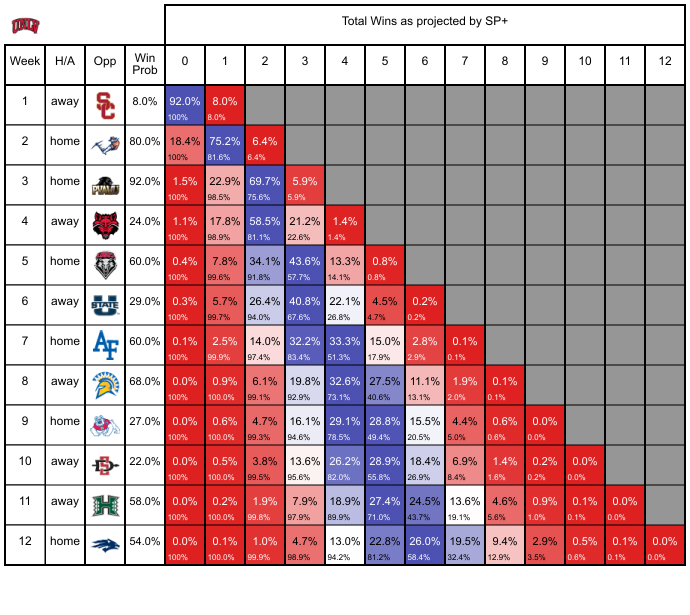 UNLV
Total Wins as projected by SP+
Week H/A Opp Win Prob 0 1 2 3 4 5 6 7 8 9 10 11 12
1 away SC 8.0% 92.0% 8.0%
100% 8.0%
2 home 80.0% 18.4% 75.2% 6.4%
100% 81.6% 6.4%
3 home PVAMU 92.0% 1.5% 22.9% 69.7% 5.9%
100% 98.5% 75.6% 5.9%
4 away 24.0% 1.1% 17.8% 58.5% 21.2% 1.4%
100% 98.9% 81.1% 22.6% 1.4%
5 home 60.0% 0.4% 7.8% 34.1% 43.6% 13.3% 0.8%
100% 99.6% 91.8% 57.7% 14.1% 0.8%
6 away U STATE 29.0% 0.3% 5.7% 26.4% 40.8% 22.1% 4.5% 0.2%
100% 99.7% 94.0% 67.6% 26.8% 4.7% 0.2%
7 home AF 60.0% 0.1% 2.5% 14.0% 32.2% 33.3% 15.0% 2.8% 0.1%
100% 99.9% 97.4% 83.4% 51.3% 17.9% 2.9% 0.1%
8 away 68.0% 0.0% 0.9% 6.1% 19.8% 32.6% 27.5% 11.1% 1.9% 0.1%
100% 100.0% 99.1% 92.9% 73.1% 40.6% 13.1% 2.0% 0.1%
9 home 27.0% 0.0% 0.6% 4.7% 16.1% 29.1% 28.8% 15.5% 4.4% 0.6% 0.0%
100% 100.0% 99.3% 94.6% 78.5% 49.4% 20.5% 5.0% 0.6% 0.0%
10 away SD 22.0% 0.0% 0.5% 3.8% 13.6% 26.2% 28.9% 18.4% 6.9% 1.4% 0.2% 0.0%
100% 100.0% 99.5% 95.6% 82.0% 55.8% 26.9% 8.4% 1.6% 0.2% 0.0%
11 away H 58.0% 0.0% 0.2% 1.9% 7.9% 18.9% 27.4% 24.5% 13.6% 4.6% 0.9% 0.1% 0.0%
100% 100.0% 99.8% 97.9% 89.9% 71.0% 43.7% 19.1% 5.6% 1.0% 0.1% 0.0%
12 home 54.0% 0.0% 0.1% 1.0% 4.7% 13.0% 22.8% 26.0% 19.5% 9.4% 2.9% 0.5% 0.1% 0.0%
100% 100.0% 99.9% 98.9% 94.2% 81.2% 58.4% 32.4% 12.9% 3.5% 0.6% 0.1% 0.0%